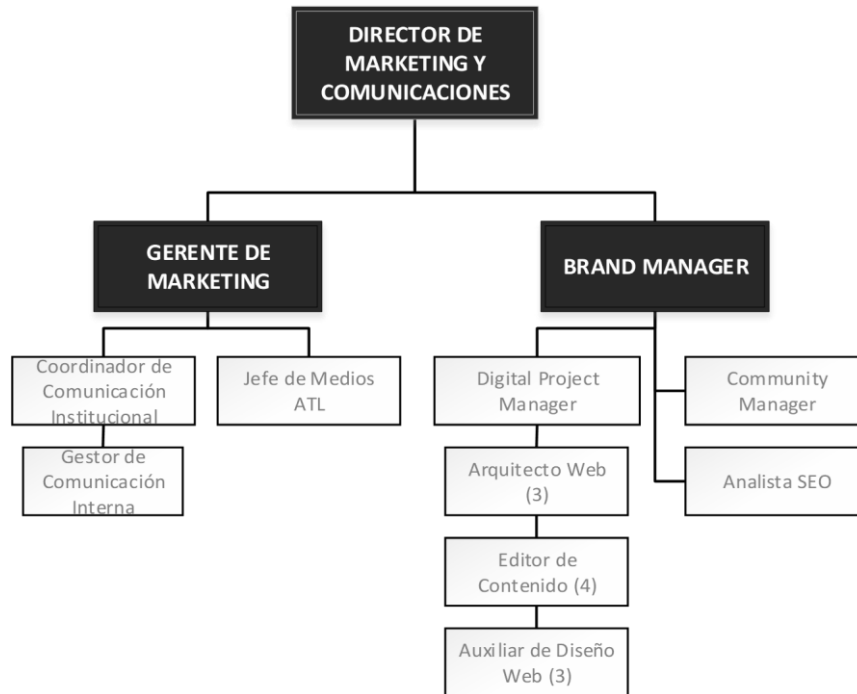 DIRECTOR DE
MARKETING Y
COMUNICACIONES
GERENTE DE
MARKETING
BRAND MANAGER
Coordinador de
Comunicación
Institucional
Jefe de Medios
ATL
Digital Project
Manager
Community
Manager
Gestor de
Comunicación
Interna
Arquitecto Web
(3)
Analista SEO
Editor de
Contenido (4)
Auxiliar de Diseño
Web (3)